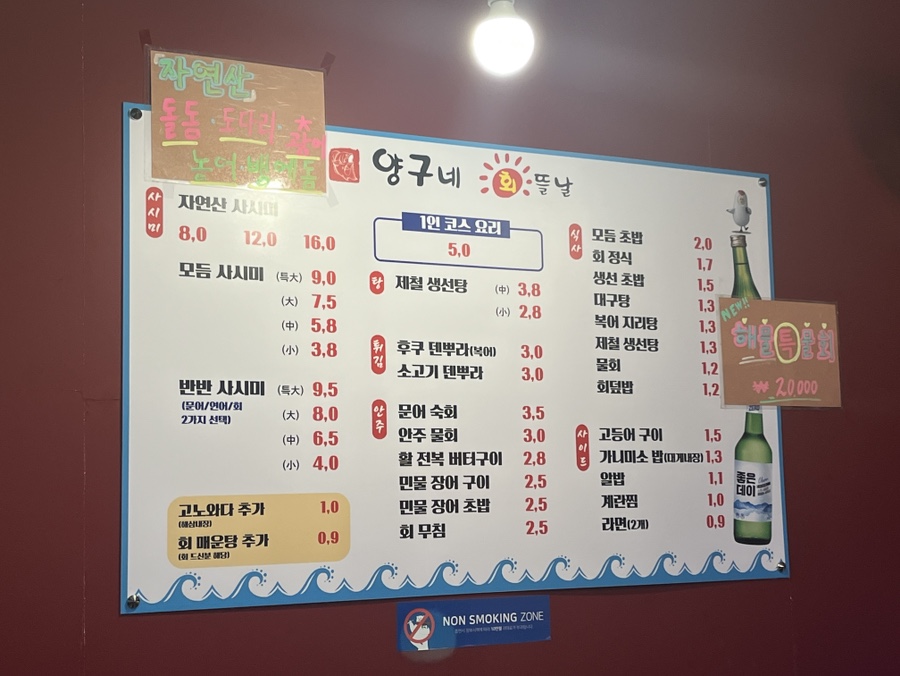 자연산
돌돔·도다리·
농어 뱅에돔
양구네 회 뜰날
사시미
자연산 사시미
8,0 12,0 16,0
모듬 사시미 (특大) 9,0
(大) 7,5
(中) 5,8
(小) 3,8
반반 사시미 (특大) 9,5
(문어/연어/회
2가지 선택)
(大) 8,0
(中) 6,5
(小) 4,0
고노와다 추가 1,0
(해삼내장)
회 매운탕 추가 0,9
(회 드신분 해당)
1인 코스 요리
5,0
탕
제철 생선탕 (中) 3,8
(小) 2,8
튀김
후쿠 덴뿌라(복어) 3,0
소고기 덴뿌라 3,0
안주
문어 숙회 3,5
안주 물회 3,0
활 전복 버터구이 2,8
민물 장어 구이 2,5
민물 장어 초밥 2,5
회 무침 2,5
식사
모듬 초밥 2,0
회 정식 1,7
생선 초밥 1,5
대구탕 1,3
복어 지리탕 1,3
제철 생선탕 1,3
물회 1,2
회덮밥 1,2
사이드
고등어 구이 1,5
가니미소 밥(대게내장) 1,3
알밥 1,1
계란찜 1,0
라면(2개) 0,9
NEW!!
해물특물회
₩ 20,000
좋은
데이
NON SMOKING ZONE